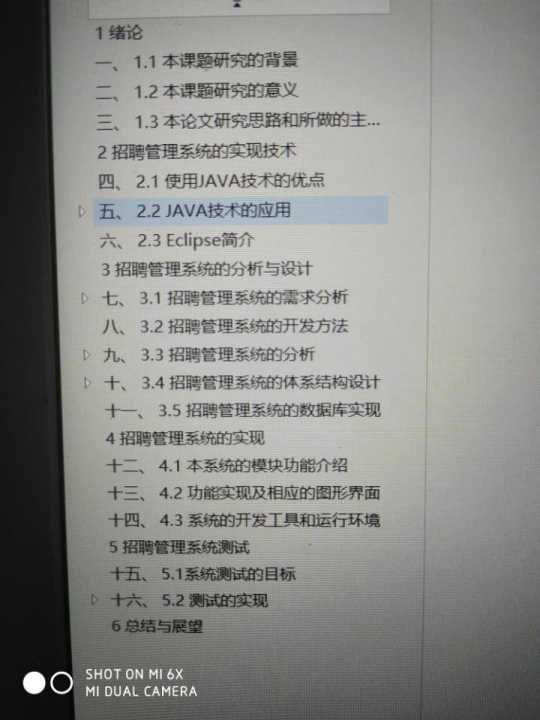 1 绪论
一、 1.1 本课题研究的背景
二、 1.2 本课题研究的意义
三、 1.3 本论文研究思路和所做的主...
2 招聘管理系统的实现技术
四、 2.1 使用JAVA技术的优点
五、 2.2 JAVA技术的应用
六、 2.3 Eclipse简介
3 招聘管理系统的分析与设计
七、 3.1 招聘管理系统的需求分析
八、 3.2 招聘管理系统的开发方法
九、 3.3 招聘管理系统的分析
十、 3.4 招聘管理系统的体系结构设计
十一、 3.5 招聘管理系统的数据库实现
4 招聘管理系统的实现
十二、 4.1 本系统的模块功能介绍
十三、 4.2 功能实现及相应的图形界面
十四、 4.3 系统的开发工具和运行环境
5 招聘管理系统测试
十五、 5.1系统测试的目标
十六、 5.2 测试的实现
6 总结与展望
SHOT ON MI 6X
MI DUAL CAMERA